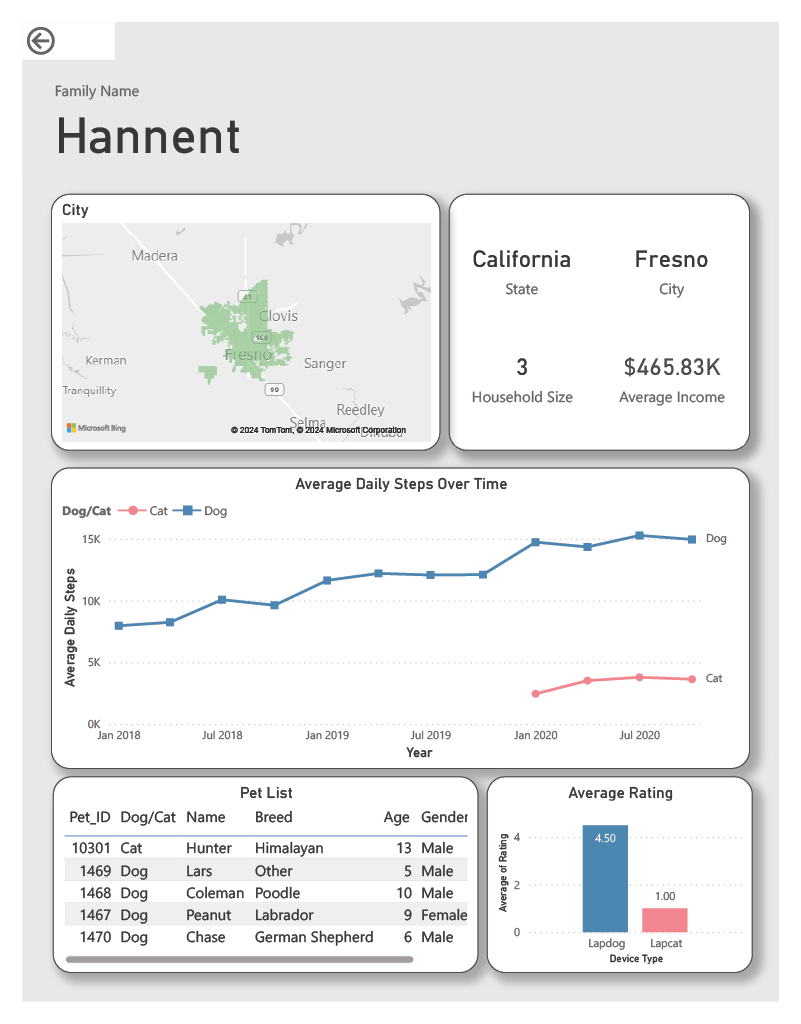 Family Name
Hannent
City
Madera
41
Clovis
168
Fresno
Kerman
Sanger
Tranquillity
99
Reedley
Selma
Microsoft Bing
© 2024 TomTom, © 2024 Microsoft Corporation
Dinuba
California
Fresno
State
City
3
$465.83K
Household Size
Average Income
Average Daily Steps Over Time
Dog/Cat Cat Dog
Average Daily Steps
15K
10K
5K
0K
Dog
Cat
Jan 2018 Jul 2018 Jan 2019 Jul 2019 Jan 2020 Jul 2020
Year
Pet List
Pet_ID Dog/Cat Name Breed Age Gender
10301 Cat Hunter Himalayan 13 Male
1469 Dog Lars Other 5 Male
1468 Dog Coleman Poodle 10 Male
1467 Dog Peanut Labrador 9 Female
1470 Dog Chase German Shepherd 6 Male
Average Rating
Average of Rating
4
2
0
4.50
1.00
Lapdog Lapcat
Device Type